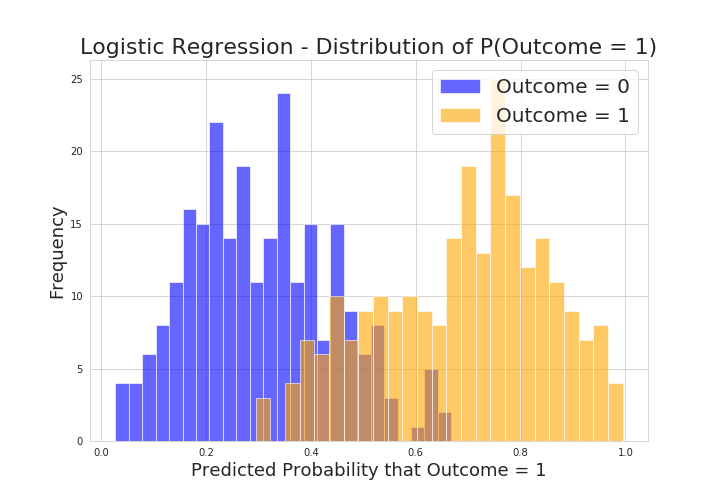 Logistic Regression - Distribution of P(Outcome = 1)
Outcome = 0
Outcome = 1
Frequency
25
20
15
10
5
0
0.0 0.2 0.4 0.6 0.8 1.0
Predicted Probability that Outcome = 1